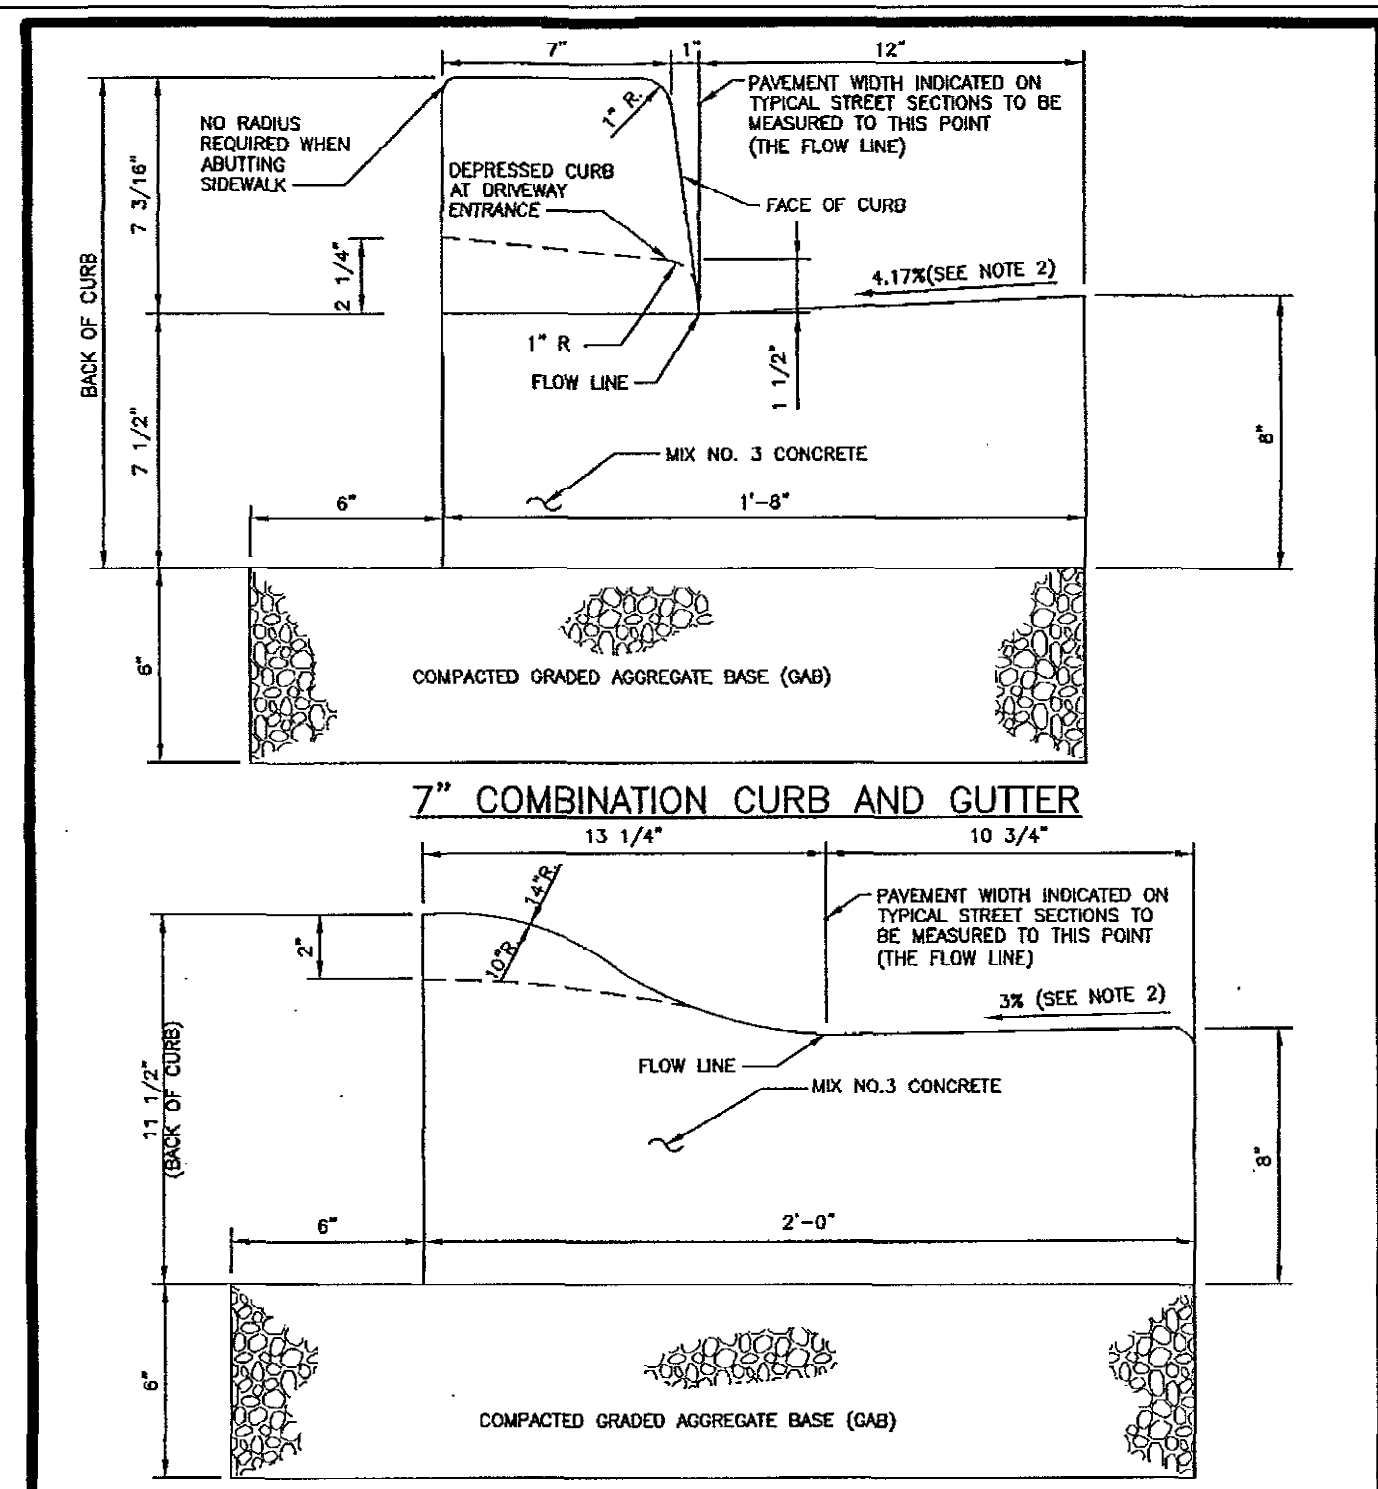 7" 1" 12"
PAVEMENT WIDTH INDICATED ON
TYPICAL STREET SECTIONS TO BE
MEASURED TO THIS POINT
(THE FLOW LINE)
NO RADIUS
REQUIRED WHEN
ABUTTING
SIDEWALK
1" R.
DEPRESSED CURB
AT DRIVEWAY
ENTRANCE
FACE OF CURB
7 3/16"
2 1/4"
4.17%(SEE NOTE 2)
BACK OF CURB
1" R
FLOW LINE
1 1/2"
7 1/2"
8"
MIX NO. 3 CONCRETE
6"
1'-8"
6"
COMPACTED GRADED AGGREGATE BASE (GAB)
7" COMBINATION CURB AND GUTTER
13 1/4" 10 3/4"
14"R.
10"R.
2"
PAVEMENT WIDTH INDICATED ON
TYPICAL STREET SECTIONS TO
BE MEASURED TO THIS POINT
(THE FLOW LINE)
3% (SEE NOTE 2)
FLOW LINE
MIX NO.3 CONCRETE
11 1/2"
(BACK OF CURB)
8"
6"
2'-0"
6"
COMPACTED GRADED AGGREGATE BASE (GAB)